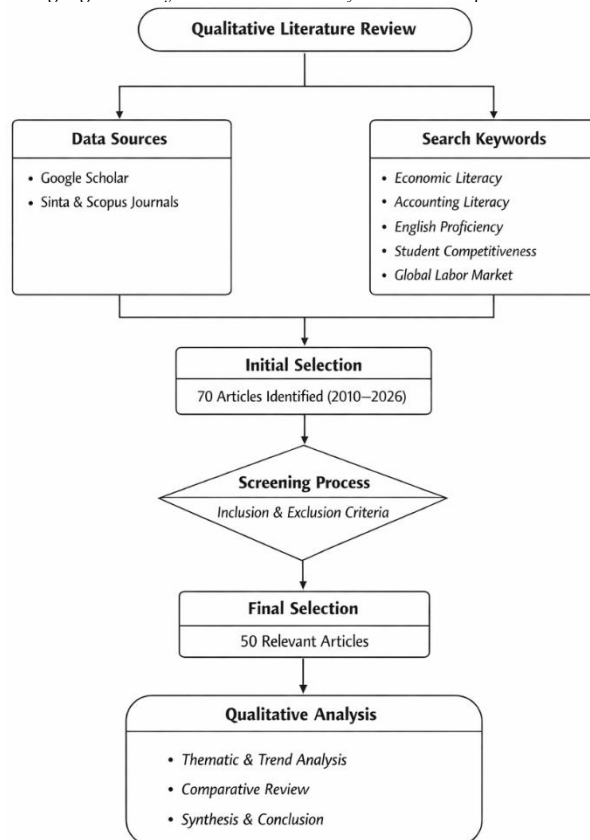 Qualitative Literature Review
Data Sources
• Google Scholar
• Sinta & Scopus Journals
Search Keywords
• Economic Literacy
• Accounting Literacy
• English Proficiency
• Student Competitiveness
• Global Labor Market
Initial Selection
70 Articles Identified (2010–2026)
Screening Process
Inclusion & Exclusion Criteria
Final Selection
50 Relevant Articles
Qualitative Analysis
• Thematic & Trend Analysis
• Comparative Review
• Synthesis & Conclusion